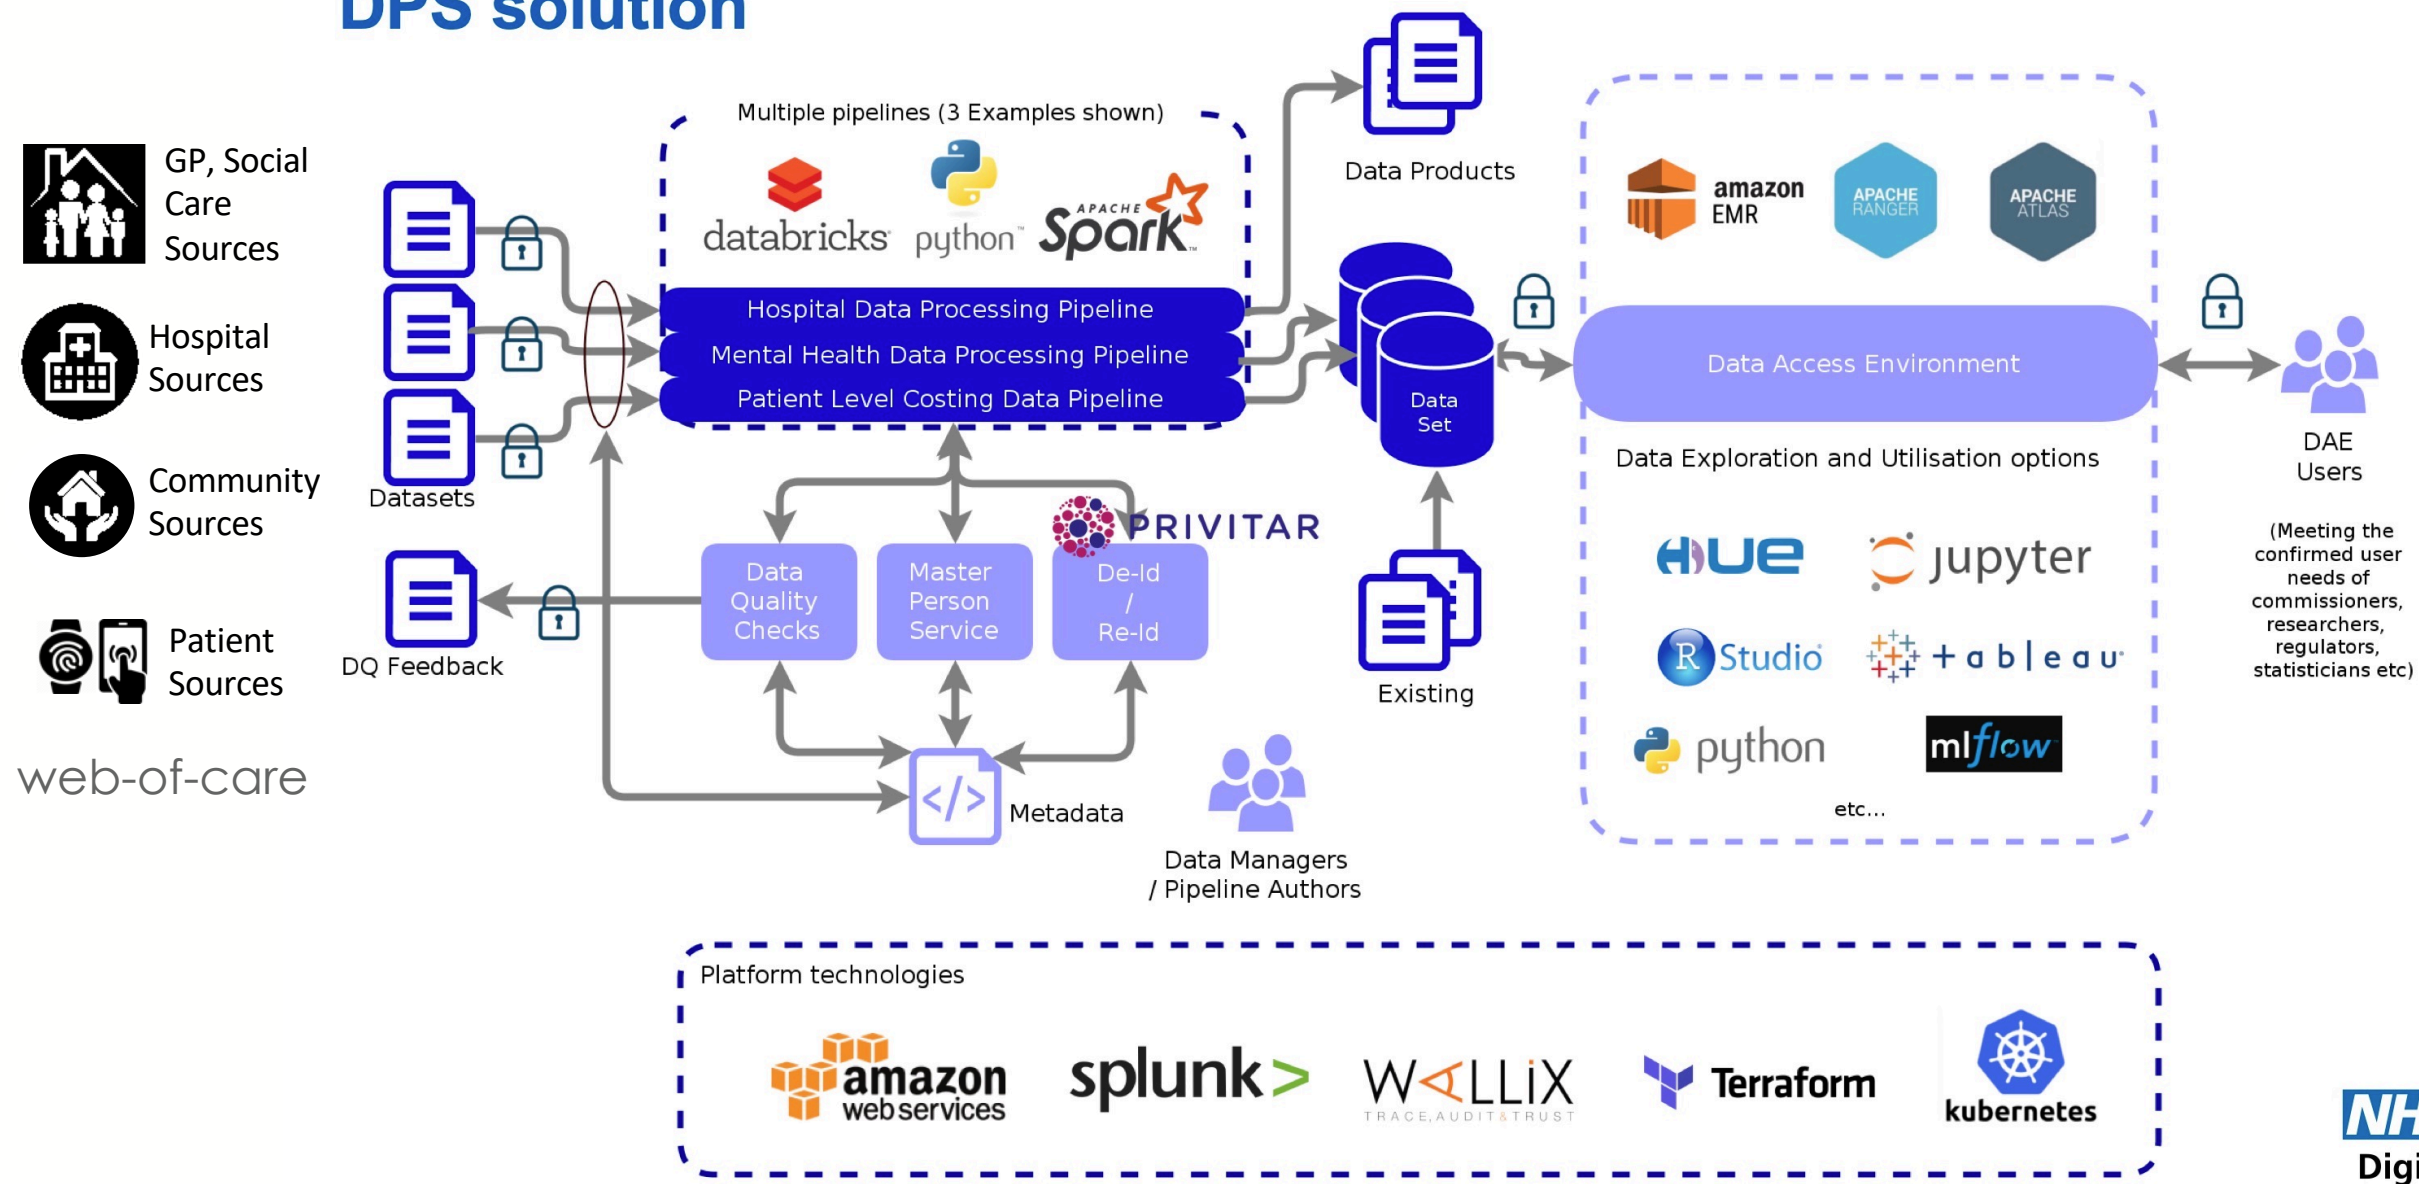 DPS solution
GP, Social
Care
Sources
Hospital
Sources
Community
Sources
Patient
Sources
web-of-care
Datasets
DQ Feedback
Multiple pipelines (3 Examples shown)
databricks
python™
APACHE
Spark™
Hospital Data Processing Pipeline
Mental Health Data Processing Pipeline
Patient Level Costing Data Pipeline
PRIVITAR
Data
Quality
Checks
Master
Person
Service
De-Id
/
Re-Id
</>
Metadata
Data Managers
/ Pipeline Authors
Data Products
Data
Set
Existing
amazon
EMR
APACHE
RANGER
APACHE
ATLAS
Data Access Environment
Data Exploration and Utilisation options
HUE
jupyter
R Studio
+ableau
python
mlflow
etc...
DAE
Users
(Meeting the
confirmed user
needs of
commissioners,
researchers,
regulators,
statisticians etc)
Platform technologies
amazon
web services
splunk>
WALLIX
TRACE, AUDIT & TRUST
Terraform
kubernetes
NH
Digi